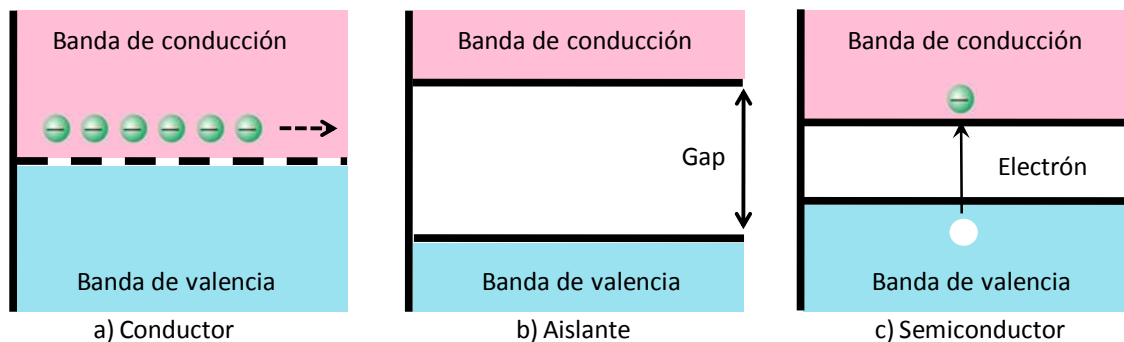 Banda de conducción
Banda de valencia
a) Conductor
Banda de conducción
Gap
Banda de valencia
b) Aislante
Banda de conducción
Electrón
Banda de valencia
c) Semiconductor